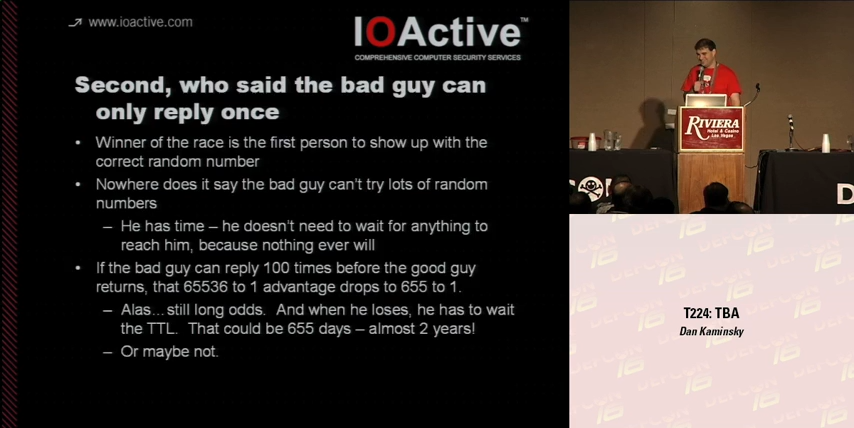 www.ioactive.com
IOActive™
COMPREHENSIVE COMPUTER SECURITY SERVICES
Second, who said the bad guy can
only reply once
• Winner of the race is the first person to show up with the
correct random number
• Nowhere does it say the bad guy can't try lots of random
numbers
– He has time – he doesn't need to wait for anything to
reach him, because nothing ever will
• If the bad guy can reply 100 times before the good guy
returns, that 65536 to 1 advantage drops to 655 to 1.
– Alas... still long odds. And when he loses, he has to wait
the TTL. That could be 655 days – almost 2 years!
– Or maybe not.
RIVIERA
Hotel & Casino
Las Vegas
D
T224: TBA
Dan Kaminsky
DEFCON 16